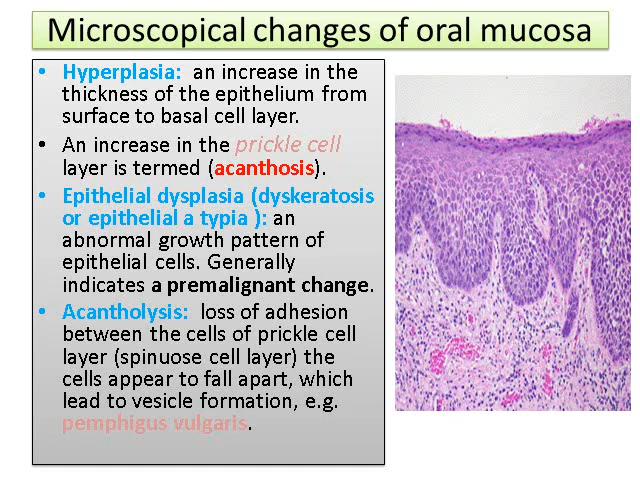 Microscopical changes of oral mucosa
• Hyperplasia: an increase in the
thickness of the epithelium from
surface to basal cell layer.
• An increase in the prickle cell
layer is termed (acanthosis).
• Epithelial dysplasia (dyskeratosis
or epithelial a typia ): an
abnormal growth pattern of
epithelial cells. Generally
indicates a premalignant change.
• Acantholysis: loss of adhesion
between the cells of prickle cell
layer (spinuose cell layer) the
cells appear to fall apart, which
lead to vesicle formation, e.g.
pemphigus vulgaris.